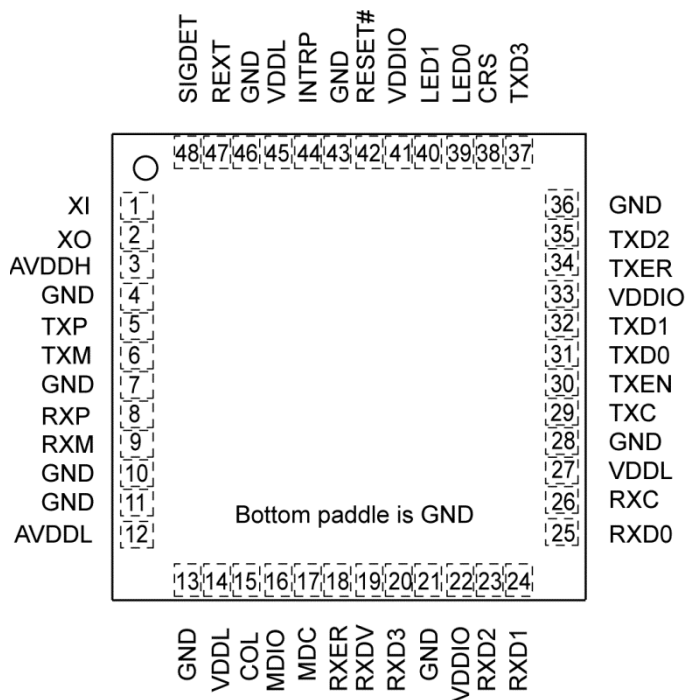 SIGDET REXT GND VDDL INTRP GND RESET# VDDIO LED1 LED0 CRS TXD3
48 47 46 45 44 43 42 41 40 39 38 37
XI 1 36 GND
XO 2 35 TXD2
AVDDH 3 34 TXER
GND 4 33 VDDIO
TXP 5 32 TXD1
TXM 6 31 TXD0
GND 7 30 TXEN
RXP 8 29 TXC
RXM 9 28 GND
GND 10 27 VDDL
GND 11 26 RXC
AVDDL 12 25 RXD0
Bottom paddle is GND
13 14 15 16 17 18 19 20 21 22 23 24
GND VDDL COL MDIO MDC RXER RXDV RXD3 GND VDDIO RXD2 RXD1